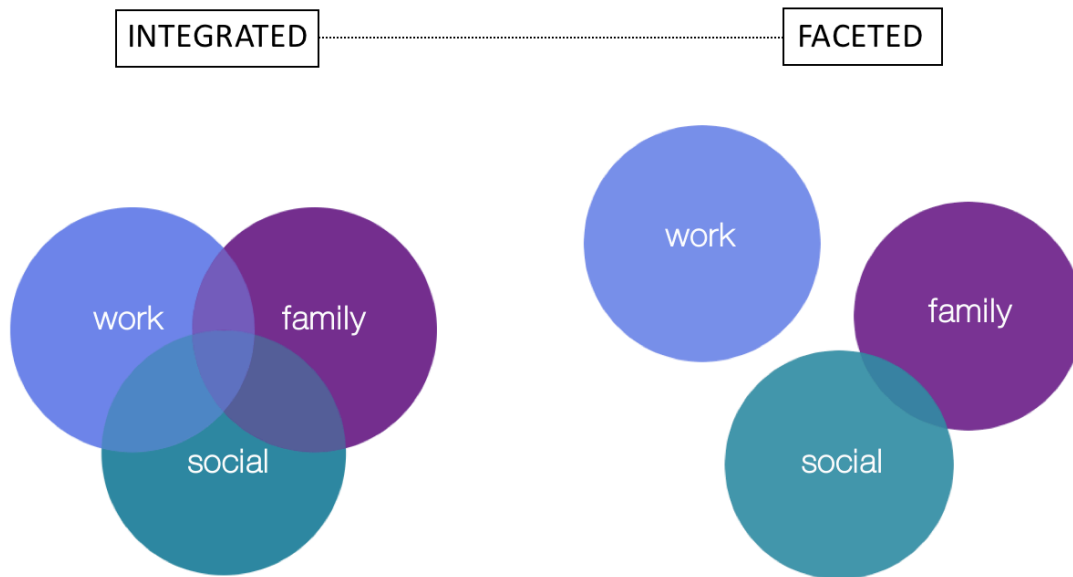 INTEGRATED
FACETED
work
family
social
work
family
social